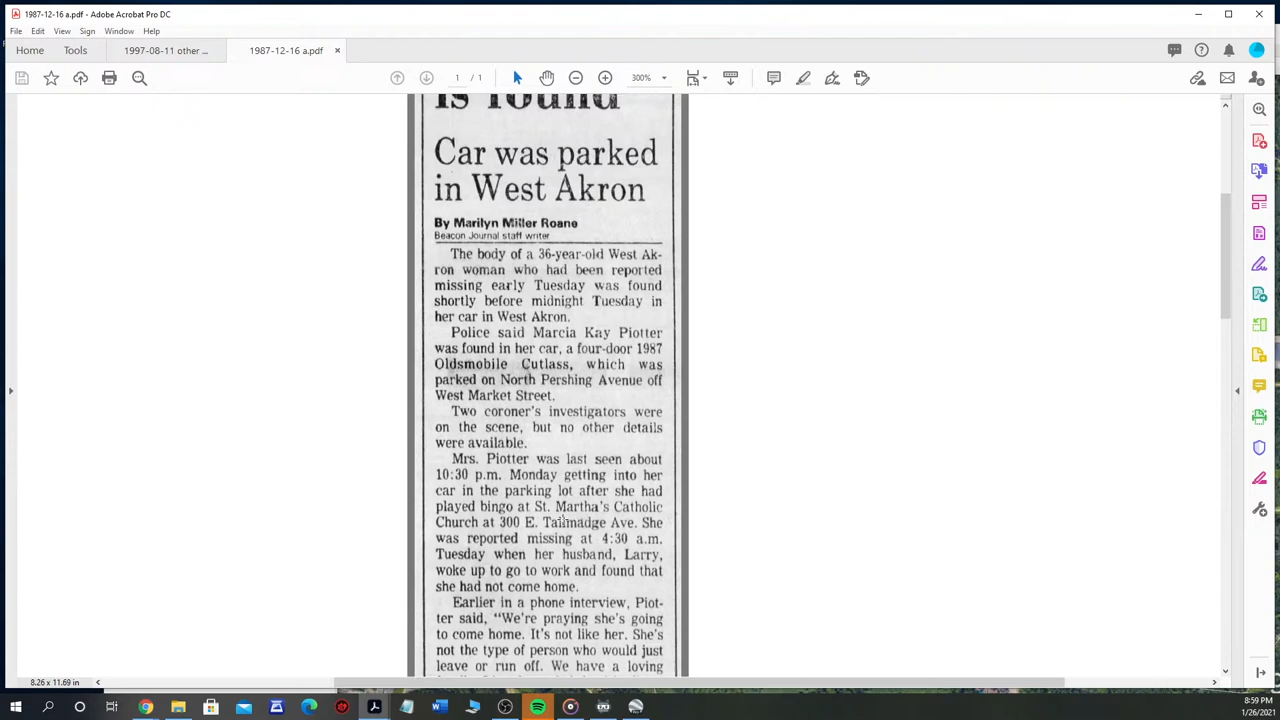 1987-12-16 a.pdf - Adobe Acrobat Pro DC
File Edit View Sign Window Help
Home Tools 1997-08-11 other ... 1987-12-16 a.pdf ×
1 / 1 300%
is found
Car was parked
in West Akron
By Marilyn Miller Roane
Beacon Journal staff writer
The body of a 36-year-old West Ak-
ron woman who had been reported
missing early Tuesday was found
shortly before midnight Tuesday in
her car in West Akron.
Police said Marcia Kay Piotter
was found in her car, a four-door 1987
Oldsmobile Cutlass, which was
parked on North Pershing Avenue off
West Market Street.
Two coroner's investigators were
on the scene, but no other details
were available.
Mrs. Piotter was last seen about
10:30 p.m. Monday getting into her
car in the parking lot after she had
played bingo at St. Martha's Catholic
Church at 300 E. Tallmadge Ave. She
was reported missing at 4:30 a.m.
Tuesday when her husband, Larry,
woke up to go to work and found that
she had not come home.
Earlier in a phone interview, Piot-
ter said, "We're praying she's going
to come home. It's not like her. She's
not the type of person who would just
leave or run off. We have a loving
8.26 x 11.69 in
8:59 PM
1/26/2021